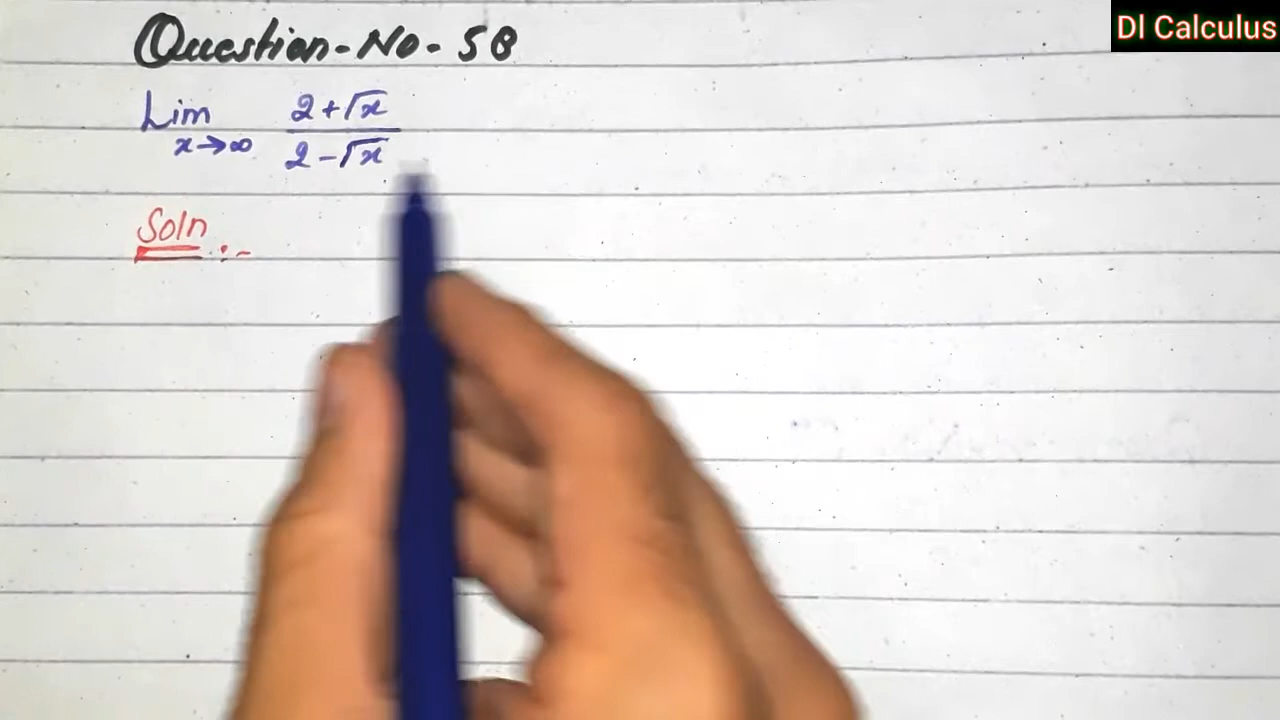 DI Calculus
Question-No-58
Lim x→∞ 2+√x / 2-√x
Soln :-